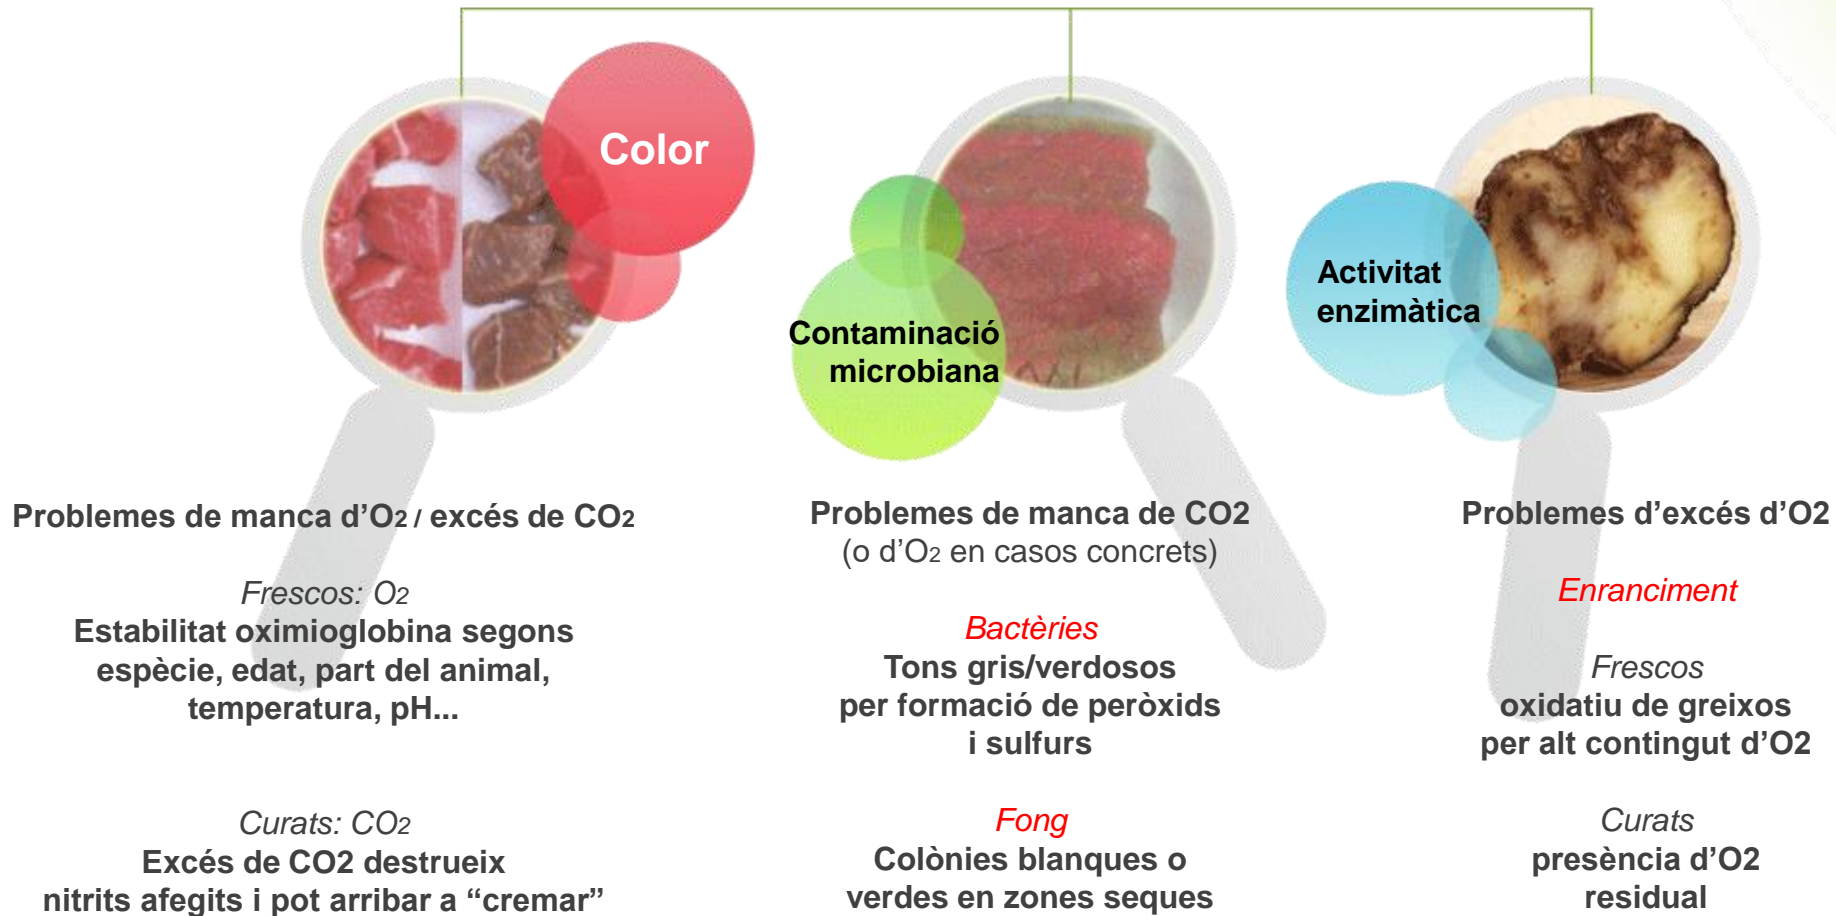 Color
Contaminació
microbiana
Activitat
enzimàtica
Problemes de manca d’O2 / excés de CO2
Frescos: O2
Estabilitat oximioglobina segons
espècie, edat, part del animal,
temperatura, pH...
Curats: CO2
Excés de CO2 destrueix
nitrits afegits i pot arribar a “cremar”
Problemes de manca de CO2
(o d’O2 en casos concrets)
Bactèries
Tons gris/verdosos
per formació de peròxids
i sulfurs
Fong
Colònies blanques o
verdes en zones seques
Problemes d’excés d’O2
Enranciment
Frescos
oxidatiu de greixos
per alt contingut d’O2
Curats
presència d’O2
residual